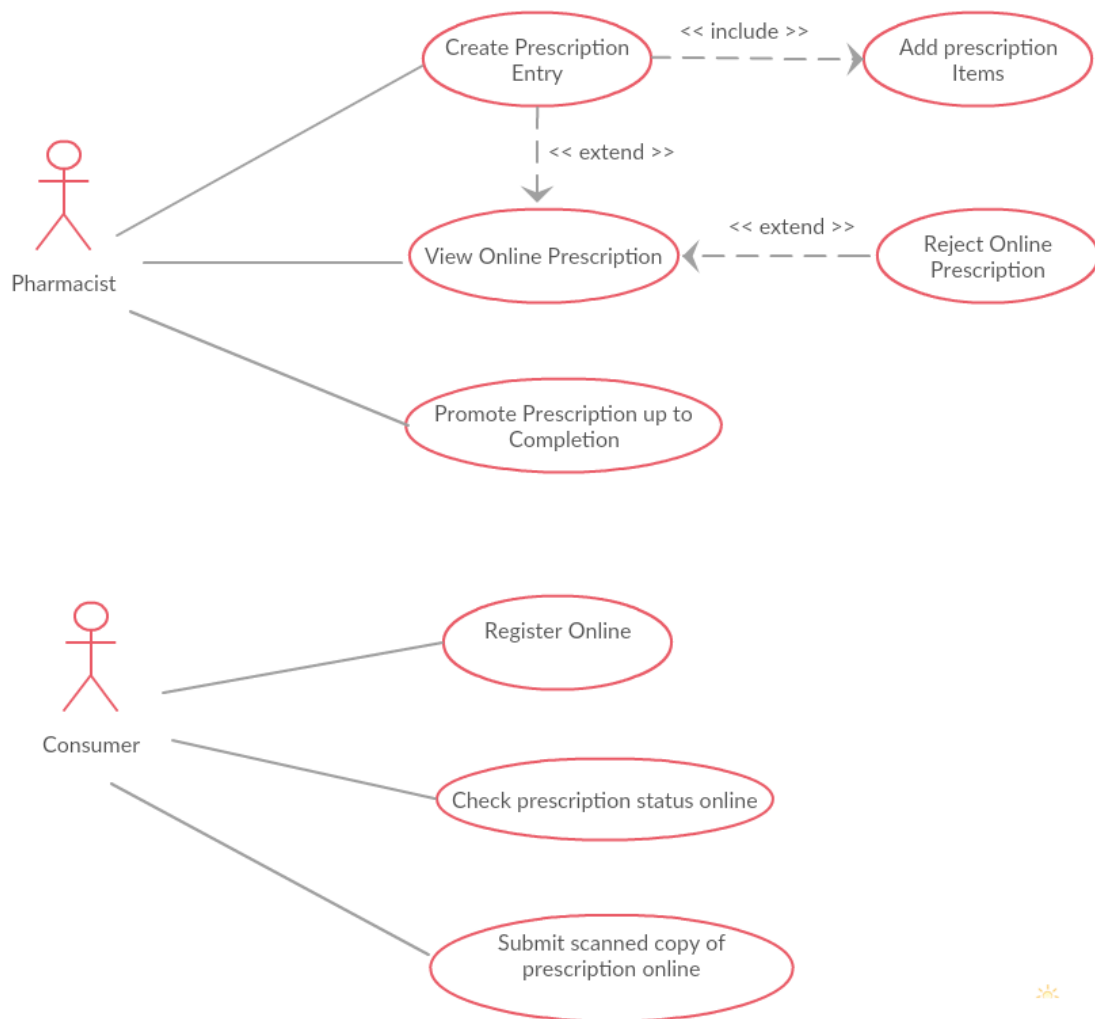 Create Prescription
Entry
<< include >>
Add prescription
Items
<< extend >>
Pharmacist
View Online Prescription
<< extend >>
Reject Online
Prescription
Promote Prescription up to
Completion
Consumer
Register Online
Check prescription status online
Submit scanned copy of
prescription online